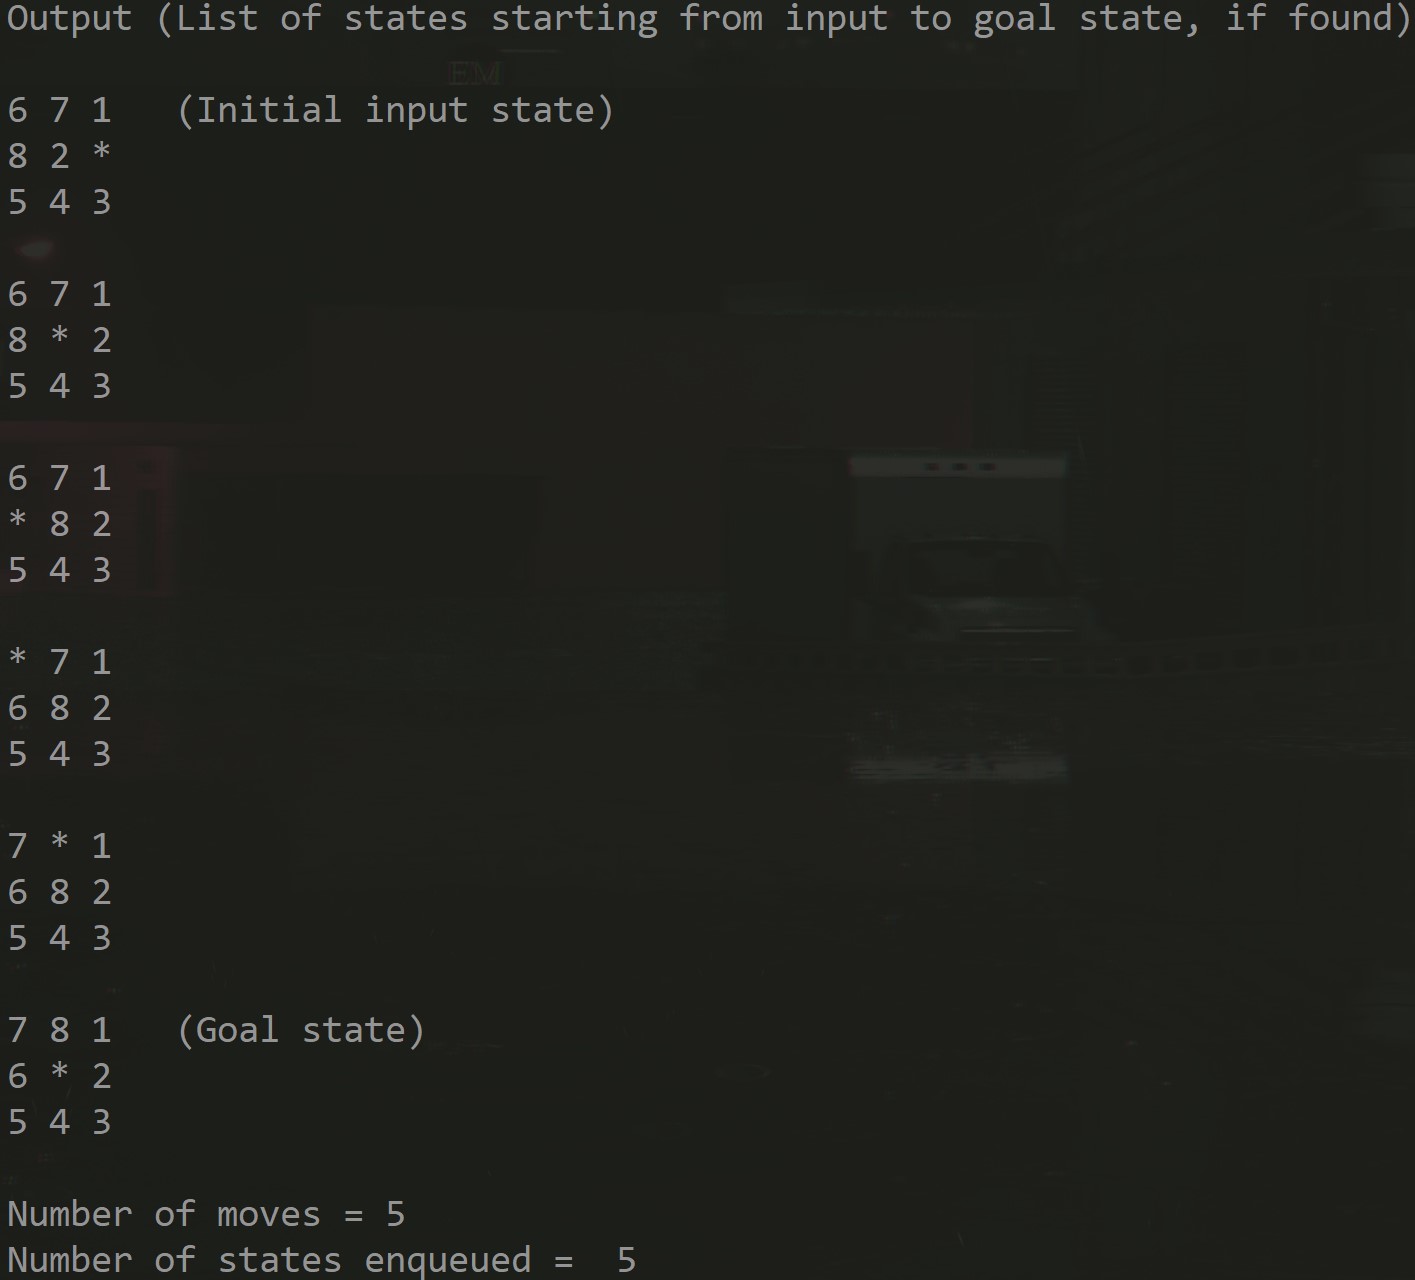 Output (List of states starting from input to goal state, if found)
6 7 1   (Initial input state)
8 2 *
5 4 3
6 7 1
8 * 2
5 4 3
6 7 1
* 8 2
5 4 3
* 7 1
6 8 2
5 4 3
7 * 1
6 8 2
5 4 3
7 8 1   (Goal state)
6 * 2
5 4 3
Number of moves = 5
Number of states enqueued =  5